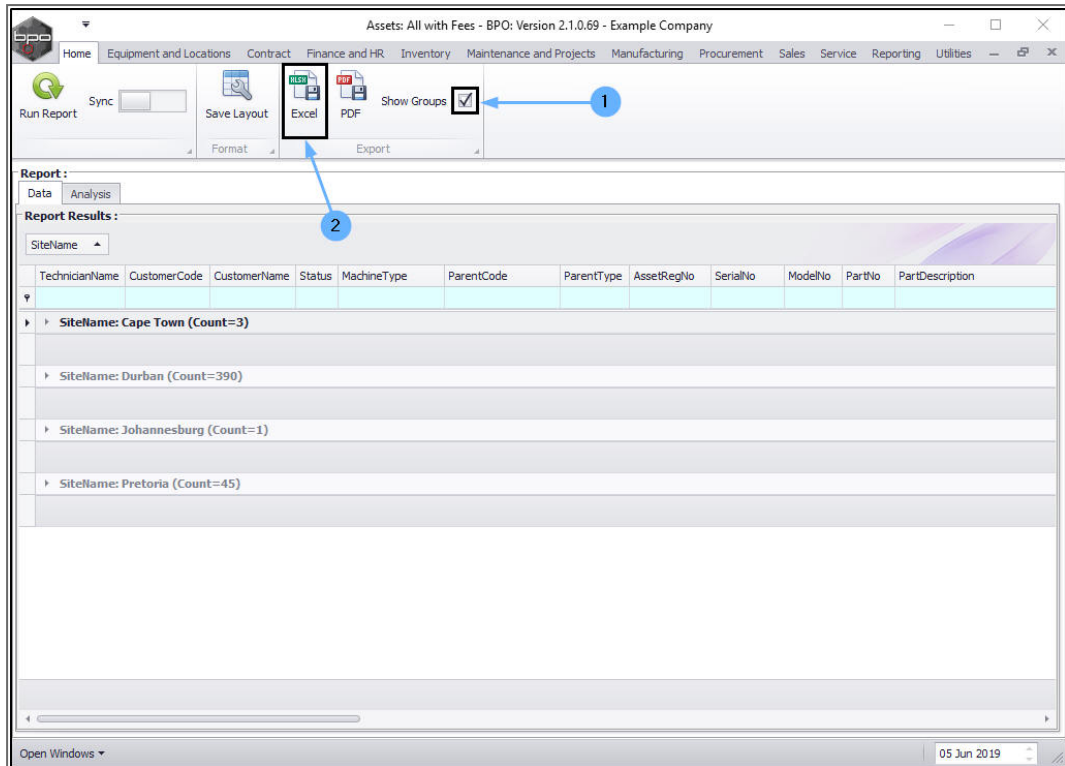 Assets: All with Fees - BPO: Version 2.1.0.69 - Example Company
bpo
Home Equipment and Locations Contract Finance and HR Inventory Maintenance and Projects Manufacturing Procurement Sales Service Reporting Utilities
Run Report Sync Save Layout XLSX Excel PDF PDF Show Groups 1
Format Export
Report :
Data Analysis
2
Report Results :
SiteName
TechnicianName CustomerCode CustomerName Status MachineType ParentCode ParentType AssetRegNo SerialNo ModelNo PartNo PartDescription
SiteName: Cape Town (Count=3)
SiteName: Durban (Count=390)
SiteName: Johannesburg (Count=1)
SiteName: Pretoria (Count=45)
Open Windows 05 Jun 2019